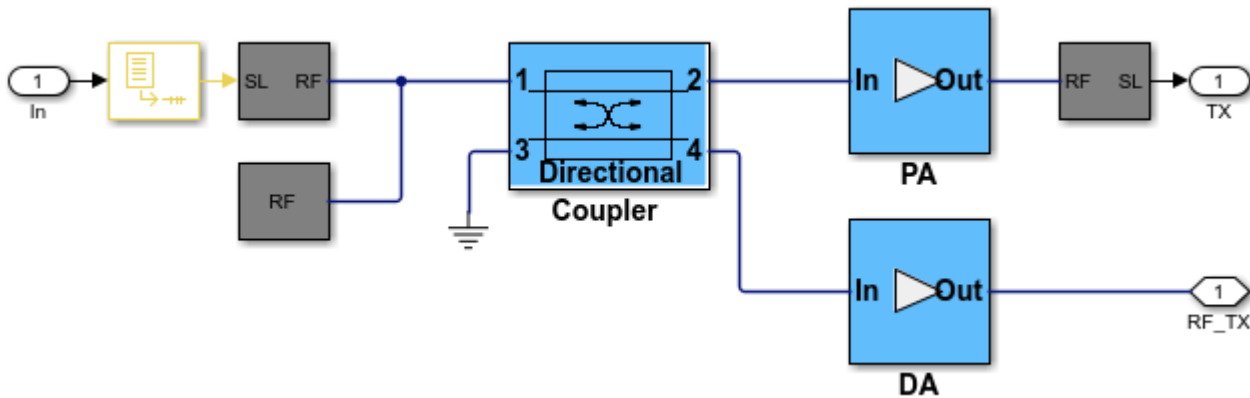 1
In
SL RF
RF
1 2
3 4
Directional
Coupler
In Out
PA
RF SL
1
TX
In Out
DA
1
RF_TX